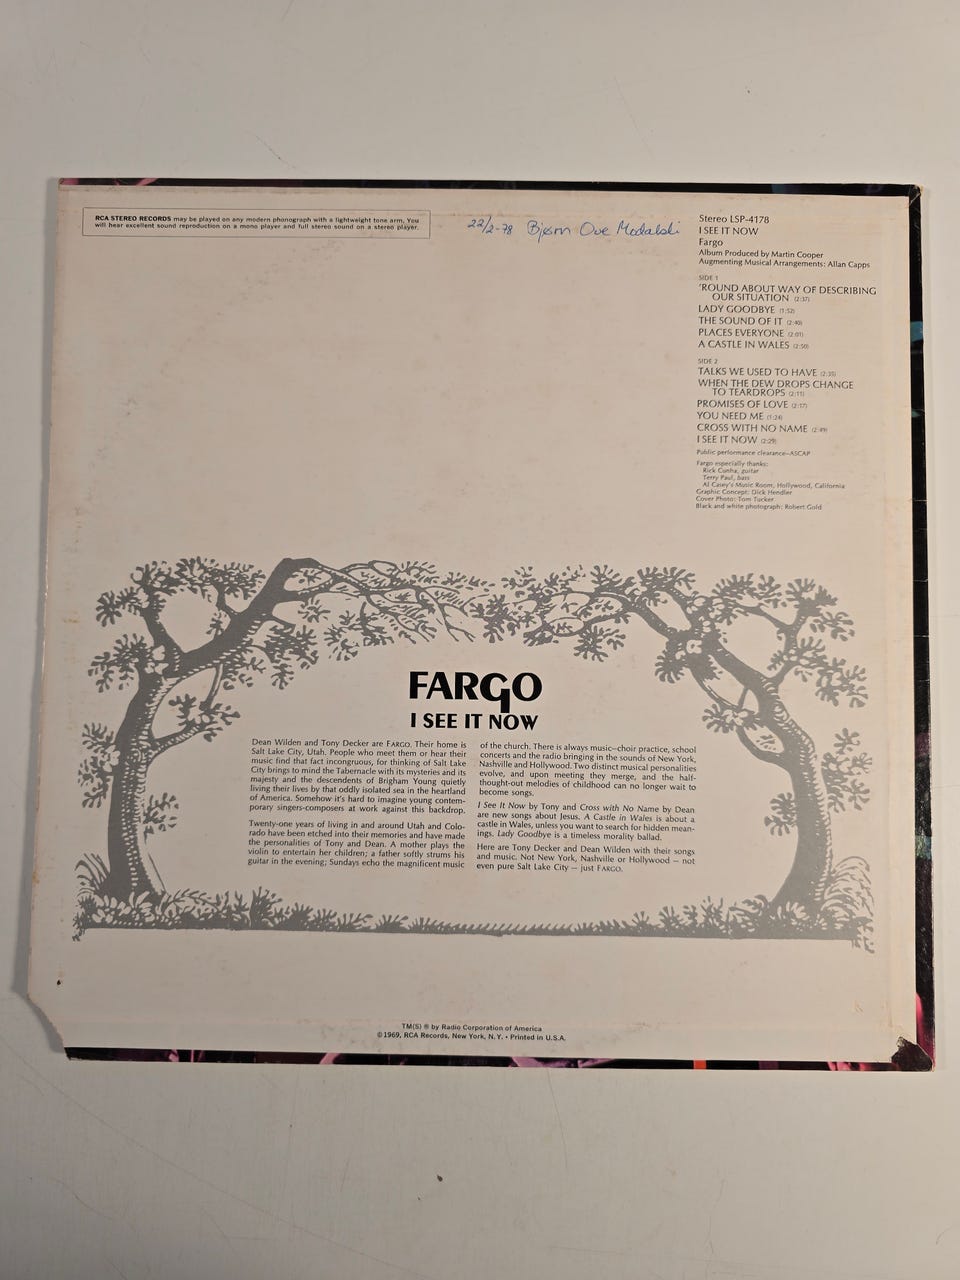 RCA STEREO RECORDS may be played on any modern phonograph with a lightweight tone arm. You
will hear excellent sound reproduction on a mono player and full stereo sound on a stereo player.
22/2-78 Bjørn Ove
Stereo LSP-4178
I SEE IT NOW
Fargo
Album Produced by Martin Cooper
Augmenting Musical Arrangements: Allan Capps
SIDE 1
'ROUND ABOUT WAY OF DESCRIBING
OUR SITUATION (2:37)
LADY GOODBYE (1:52)
THE SOUND OF IT (2:40)
PLACES EVERYONE (2:01)
A CASTLE IN WALES (2:50)
SIDE 2
TALKS WE USED TO HAVE (2:35)
WHEN THE DEW DROPS CHANGE
TO TEARDROPS (2:11)
PROMISES OF LOVE (2:17)
YOU NEED ME (1:24)
CROSS WITH NO NAME (2:49)
I SEE IT NOW (2:29)
Public performance clearance—ASCAP
Fargo especially thanks:
Rick Cunha, guitar
Terry Paul, bass
Al Casey's Music Room, Hollywood, California
Graphic Concept: Dick Hendler
Cover Photo: Tom Tucker
Black and white photograph: Robert Gold
FARGO
I SEE IT NOW
Dean Wilden and Tony Decker are FARGO. Their home is
Salt Lake City, Utah. People who meet them or hear their
music find that fact incongruous, for thinking of Salt Lake
City brings to mind the Tabernacle with its mysteries and its
majesty and the descendents of Brigham Young quietly
living their lives by that oddly isolated sea in the heartland
of America. Somehow it's hard to imagine young contem-
porary singers-composers at work against this backdrop.
Twenty-one years of living in and around Utah and Colo-
rado have been etched into their memories and have made
the personalities of Tony and Dean. A mother plays the
violin to entertain her children; a father softly strums his
guitar in the evening; Sundays echo the magnificent music
of the church. There is always music—choir practice, school
concerts and the radio bringing in the sounds of New York,
Nashville and Hollywood. Two distinct musical personalities
evolve, and upon meeting they merge, and the half-
thought-out melodies of childhood can no longer wait to
become songs.
I See It Now by Tony and Cross with No Name by Dean
are new songs about Jesus. A Castle in Wales is about a
castle in Wales, unless you want to search for hidden mean-
ings. Lady Goodbye is a timeless morality ballad.
Here are Tony Decker and Dean Wilden with their songs
and music. Not New York, Nashville or Hollywood — not
even pure Salt Lake City — just FARGO.
TM(S) ® by Radio Corporation of America
©1969, RCA Records, New York, N.Y. • Printed in U.S.A.